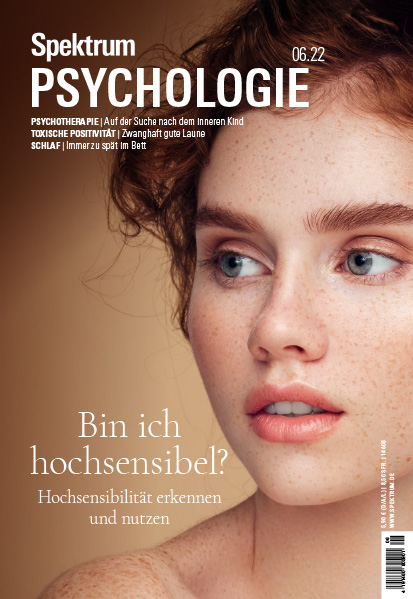 Spektrum
06.22
PSYCHOLOGIE
PSYCHOTHERAPIE | Auf der Suche nach dem inneren Kind
TOXISCHE POSITIVITÄT | Zwanghaft gute Laune
SCHLAF | Immer zu spät im Bett
Bin ich
hochsensibel?
Hochsensibilität erkennen
und nutzen
WWW.SPEKTRUM.DE